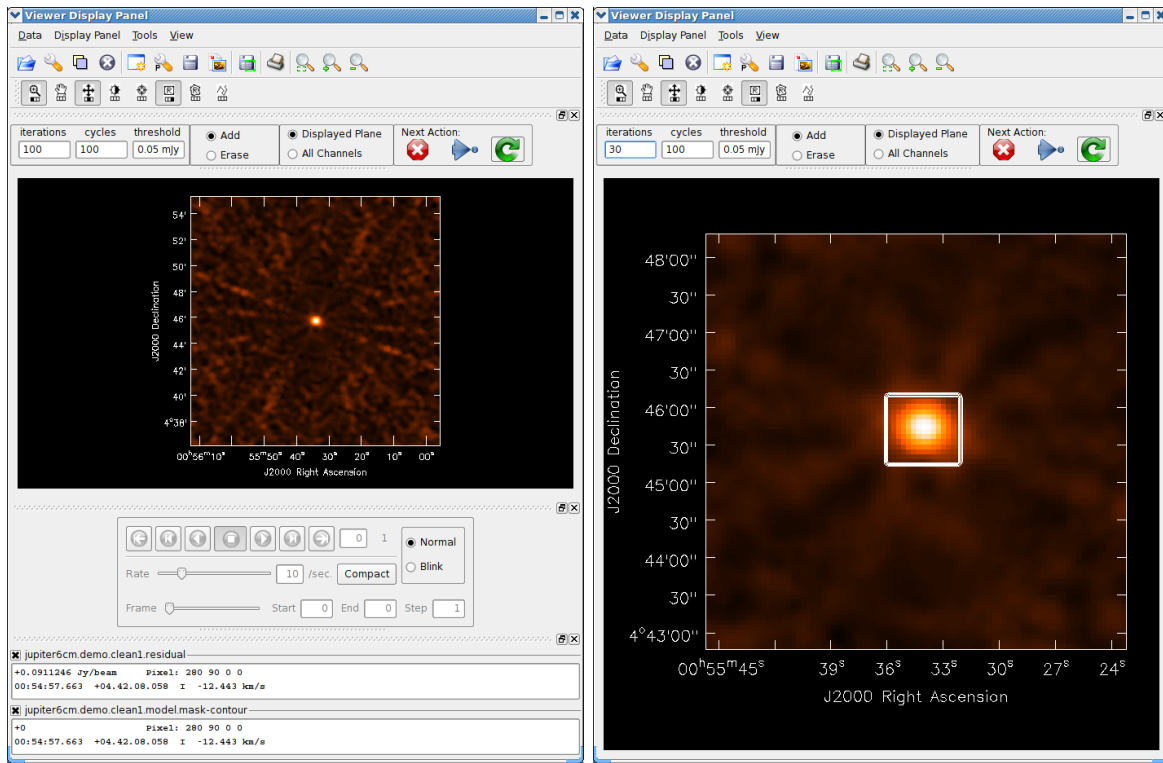 Viewer Display Panel
Data Display Panel Tools View
iterations cycles threshold
100 100 0.05 mJy
Add
Erase
Displayed Plane
All Channels
Next Action:
54'
52'
50'
48'
46'
44'
42'
40'
4°38'
J2000 Declination
00ʰ56ᵐ10ˢ 55ᵐ50ˢ 40ˢ 30ˢ 20ˢ 10ˢ 00ˢ
J2000 Right Ascension
0 1
Normal
Blink
Rate 10 /sec. Compact
Frame Start 0 End 0 Step 1
jupiter6cm.demo.clean1.residual
+0.0911246 Jy/beam Pixel: 280 90 0 0
00:54:57.663 +04.42.08.058 I -12.443 km/s
jupiter6cm.demo.clean1.model.mask-contour
+0 Pixel: 280 90 0 0
00:54:57.663 +04.42.08.058 I -12.443 km/s
Viewer Display Panel
Data Display Panel Tools View
iterations cycles threshold
30 100 0.05 mJy
Add
Erase
Displayed Plane
All Channels
Next Action:
48'00"
30"
47'00"
30"
46'00"
30"
45'00"
30"
44'00"
30"
4°43'00"
J2000 Declination
00ʰ55ᵐ45ˢ 39ˢ 36ˢ 33ˢ 30ˢ 27ˢ 24ˢ
J2000 Right Ascension